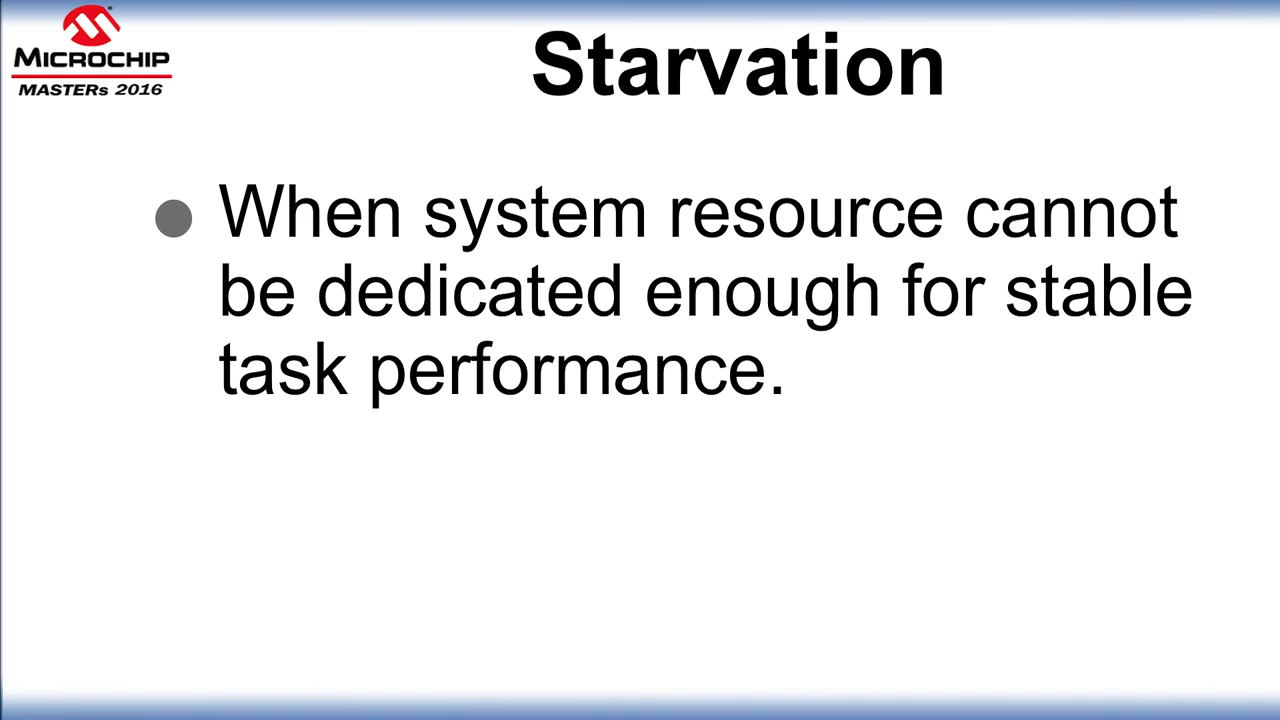 MICROCHIP
MASTERs 2016
Starvation
When system resource cannot
be dedicated enough for stable
task performance.